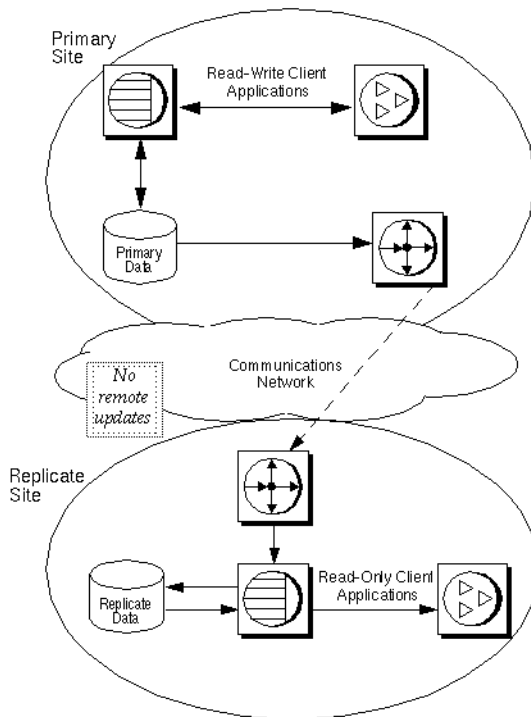 Primary
Site
Read-Write Client
Applications
Primary
Data
Communications
Network
No
remote
updates
Replicate
Site
Read-Only Client
Applications
Replicate
Data